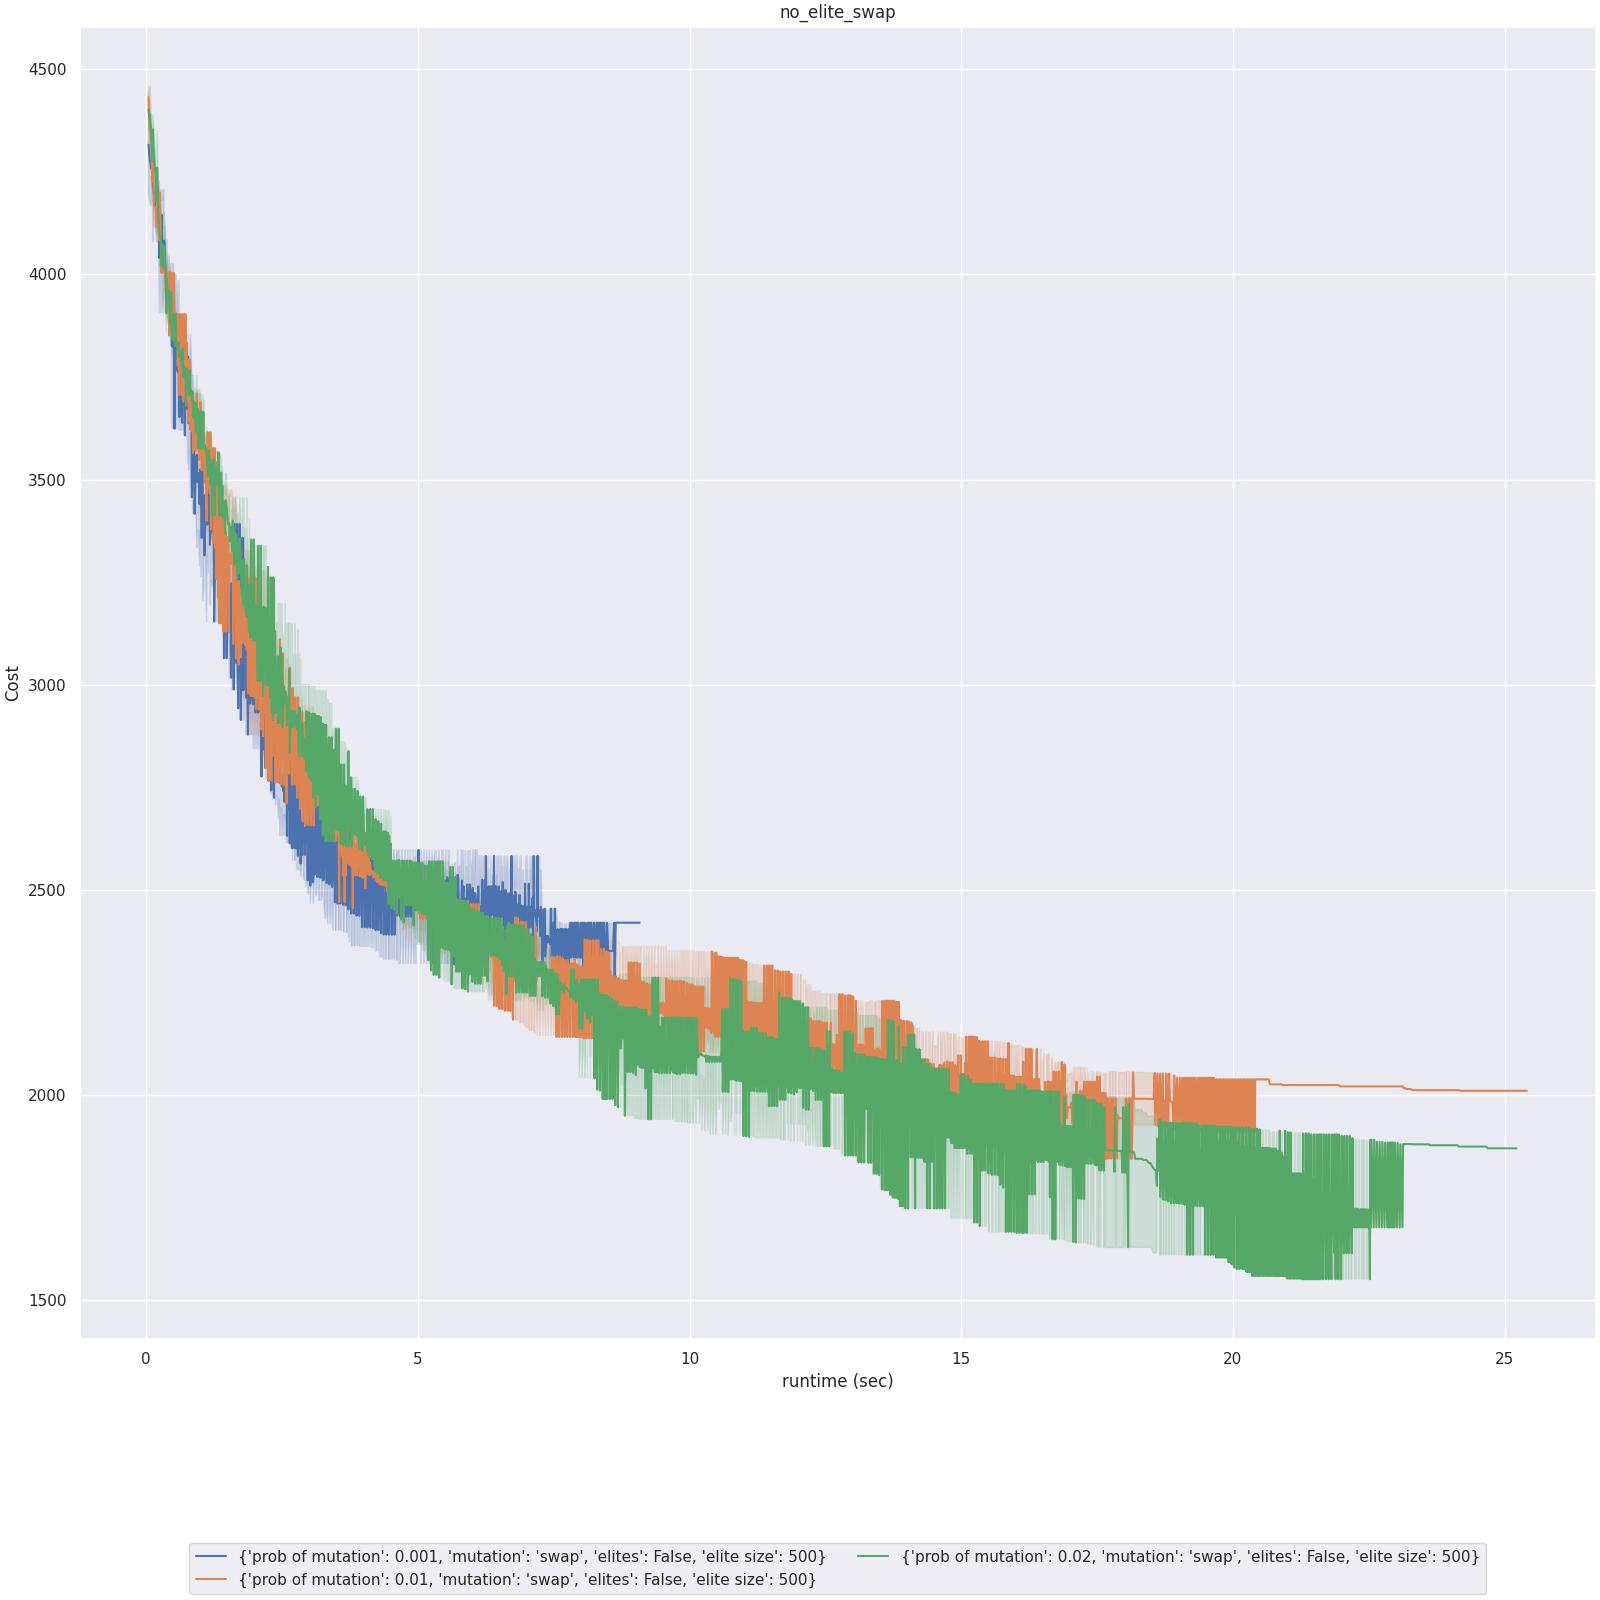 no_elite_swap
4500
4000
3500
3000
2500
2000
1500
Cost
0 5 10 15 20 25
runtime (sec)
{'prob of mutation': 0.001, 'mutation': 'swap', 'elites': False, 'elite size': 500}
{'prob of mutation': 0.01, 'mutation': 'swap', 'elites': False, 'elite size': 500}
{'prob of mutation': 0.02, 'mutation': 'swap', 'elites': False, 'elite size': 500}